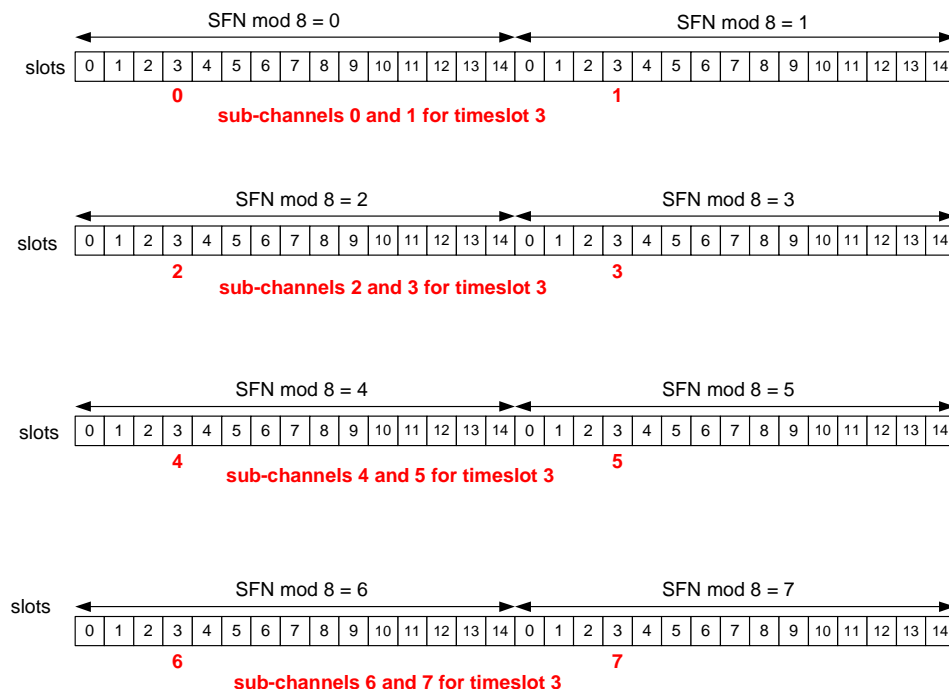 SFN mod 8 = 0 SFN mod 8 = 1
slots 0 1 2 3 4 5 6 7 8 9 10 11 12 13 14 0 1 2 3 4 5 6 7 8 9 10 11 12 13 14
0 1
sub-channels 0 and 1 for timeslot 3
SFN mod 8 = 2 SFN mod 8 = 3
slots 0 1 2 3 4 5 6 7 8 9 10 11 12 13 14 0 1 2 3 4 5 6 7 8 9 10 11 12 13 14
2 3
sub-channels 2 and 3 for timeslot 3
SFN mod 8 = 4 SFN mod 8 = 5
slots 0 1 2 3 4 5 6 7 8 9 10 11 12 13 14 0 1 2 3 4 5 6 7 8 9 10 11 12 13 14
4 5
sub-channels 4 and 5 for timeslot 3
SFN mod 8 = 6 SFN mod 8 = 7
slots
0 1 2 3 4 5 6 7 8 9 10 11 12 13 14 0 1 2 3 4 5 6 7 8 9 10 11 12 13 14
6 7
sub-channels 6 and 7 for timeslot 3